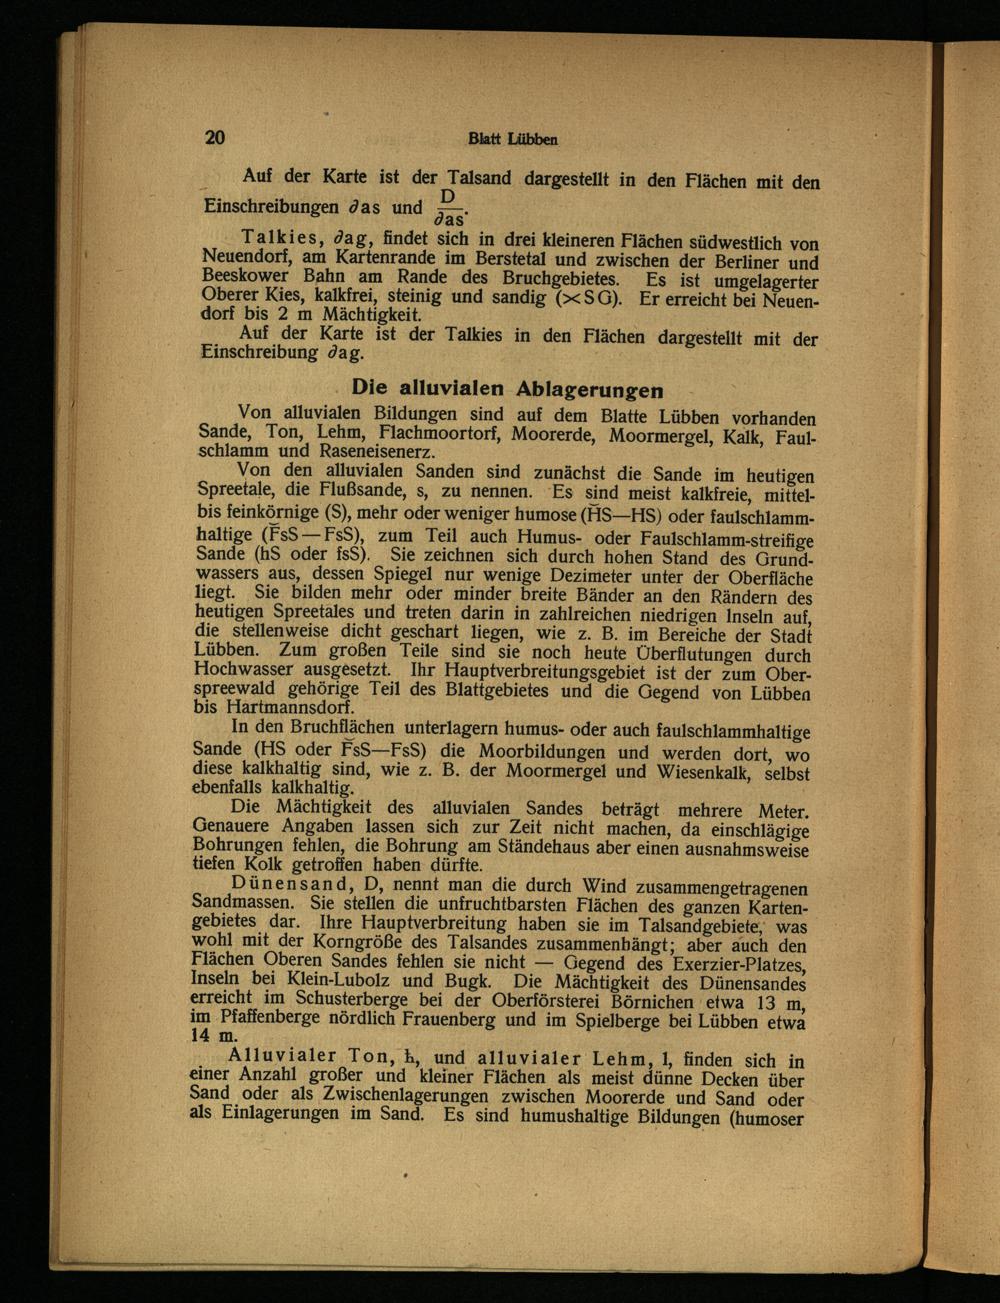 20 Blatt Lübben
Auf der Karte ist der Talsand dargestellt in den Flächen mit den
Einschreibungen ∂as und D/∂as.
Talkies, ∂ag, findet sich in drei kleineren Flächen südwestlich von
Neuendorf, am Kartenrande im Berstetal und zwischen der Berliner und
Beeskower Bahn am Rande des Bruchgebietes. Es ist umgelagerter
Oberer Kies, kalkfrei, steinig und sandig (×SG). Er erreicht bei Neuen-
dorf bis 2 m Mächtigkeit.
Auf der Karte ist der Talkies in den Flächen dargestellt mit der
Einschreibung ∂ag.
Die alluvialen Ablagerungen
Von alluvialen Bildungen sind auf dem Blatte Lübben vorhanden
Sande, Ton, Lehm, Flachmoortorf, Moorerde, Moormergel, Kalk, Faul-
schlamm und Raseneisenerz.
Von den alluvialen Sanden sind zunächst die Sande im heutigen
Spreetale, die Flußsande, s, zu nennen. Es sind meist kalkfreie, mittel-
bis feinkörnige (S), mehr oder weniger humose (H̆S—HS) oder faulschlamm-
haltige (F̆sS—FsS), zum Teil auch Humus- oder Faulschlamm-streifige
Sande (hS oder fsS). Sie zeichnen sich durch hohen Stand des Grund-
wassers aus, dessen Spiegel nur wenige Dezimeter unter der Oberfläche
liegt. Sie bilden mehr oder minder breite Bänder an den Rändern des
heutigen Spreetales und treten darin in zahlreichen niedrigen Inseln auf,
die stellenweise dicht geschart liegen, wie z. B. im Bereiche der Stadt
Lübben. Zum großen Teile sind sie noch heute Überflutungen durch
Hochwasser ausgesetzt. Ihr Hauptverbreitungsgebiet ist der zum Ober-
spreewald gehörige Teil des Blattgebietes und die Gegend von Lübben
bis Hartmannsdorf.
In den Bruchflächen unterlagern humus- oder auch faulschlammhaltige
Sande (HS oder F̆sS—FsS) die Moorbildungen und werden dort, wo
diese kalkhaltig sind, wie z. B. der Moormergel und Wiesenkalk, selbst
ebenfalls kalkhaltig.
Die Mächtigkeit des alluvialen Sandes beträgt mehrere Meter.
Genauere Angaben lassen sich zur Zeit nicht machen, da einschlägige
Bohrungen fehlen, die Bohrung am Ständehaus aber einen ausnahmsweise
tiefen Kolk getroffen haben dürfte.
Dünensand, D, nennt man die durch Wind zusammengetragenen
Sandmassen. Sie stellen die unfruchtbarsten Flächen des ganzen Karten-
gebietes dar. Ihre Hauptverbreitung haben sie im Talsandgebiete, was
wohl mit der Korngröße des Talsandes zusammenhängt; aber auch den
Flächen Oberen Sandes fehlen sie nicht — Gegend des Exerzier-Platzes,
Inseln bei Klein-Lubolz und Bugk. Die Mächtigkeit des Dünensandes
erreicht im Schusterberge bei der Oberförsterei Börnichen etwa 13 m,
im Pfaffenberge nördlich Frauenberg und im Spielberge bei Lübben etwa
14 m.
Alluvialer Ton, ħ, und alluvialer Lehm, l, finden sich in
einer Anzahl großer und kleiner Flächen als meist dünne Decken über
Sand oder als Zwischenlagerungen zwischen Moorerde und Sand oder
als Einlagerungen im Sand. Es sind humushaltige Bildungen (humoser